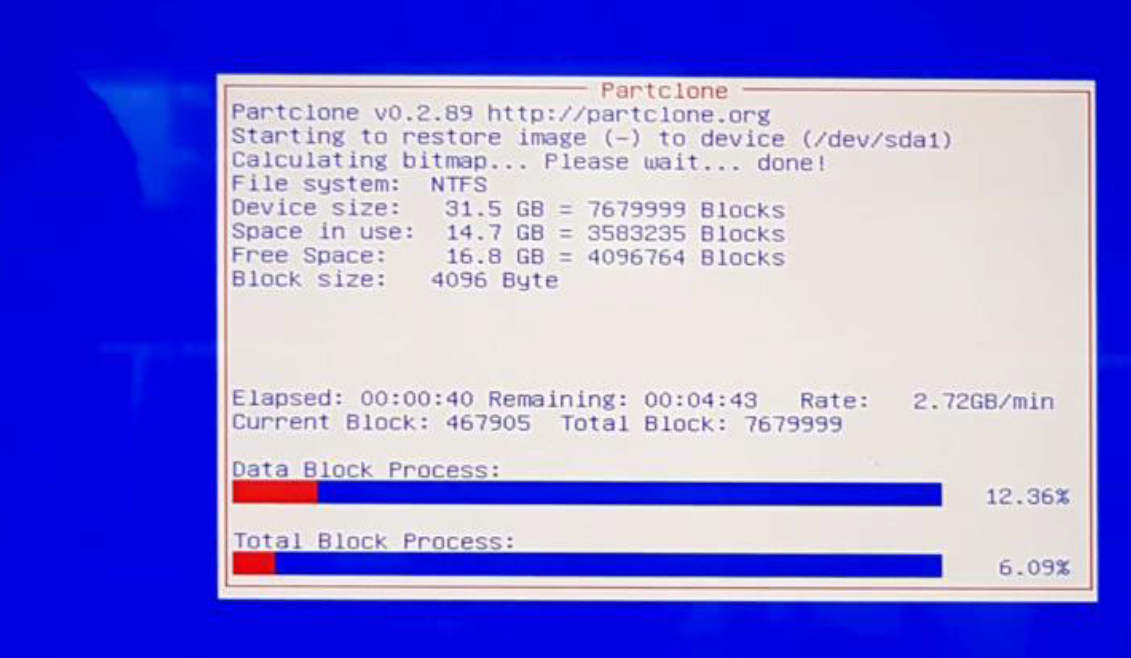 Partclone
Partclone v0.2.89 http://partclone.org
Starting to restore image (-) to device (/dev/sda1)
Calculating bitmap... Please wait... done!
File system: NTFS
Device size: 31.5 GB = 7679999 Blocks
Space in use: 14.7 GB = 3583235 Blocks
Free Space: 16.8 GB = 4096764 Blocks
Block size: 4096 Byte
Elapsed: 00:00:40 Remaining: 00:04:43 Rate: 2.72GB/min
Current Block: 467905 Total Block: 7679999
Data Block Process:
12.36%
Total Block Process:
6.09%